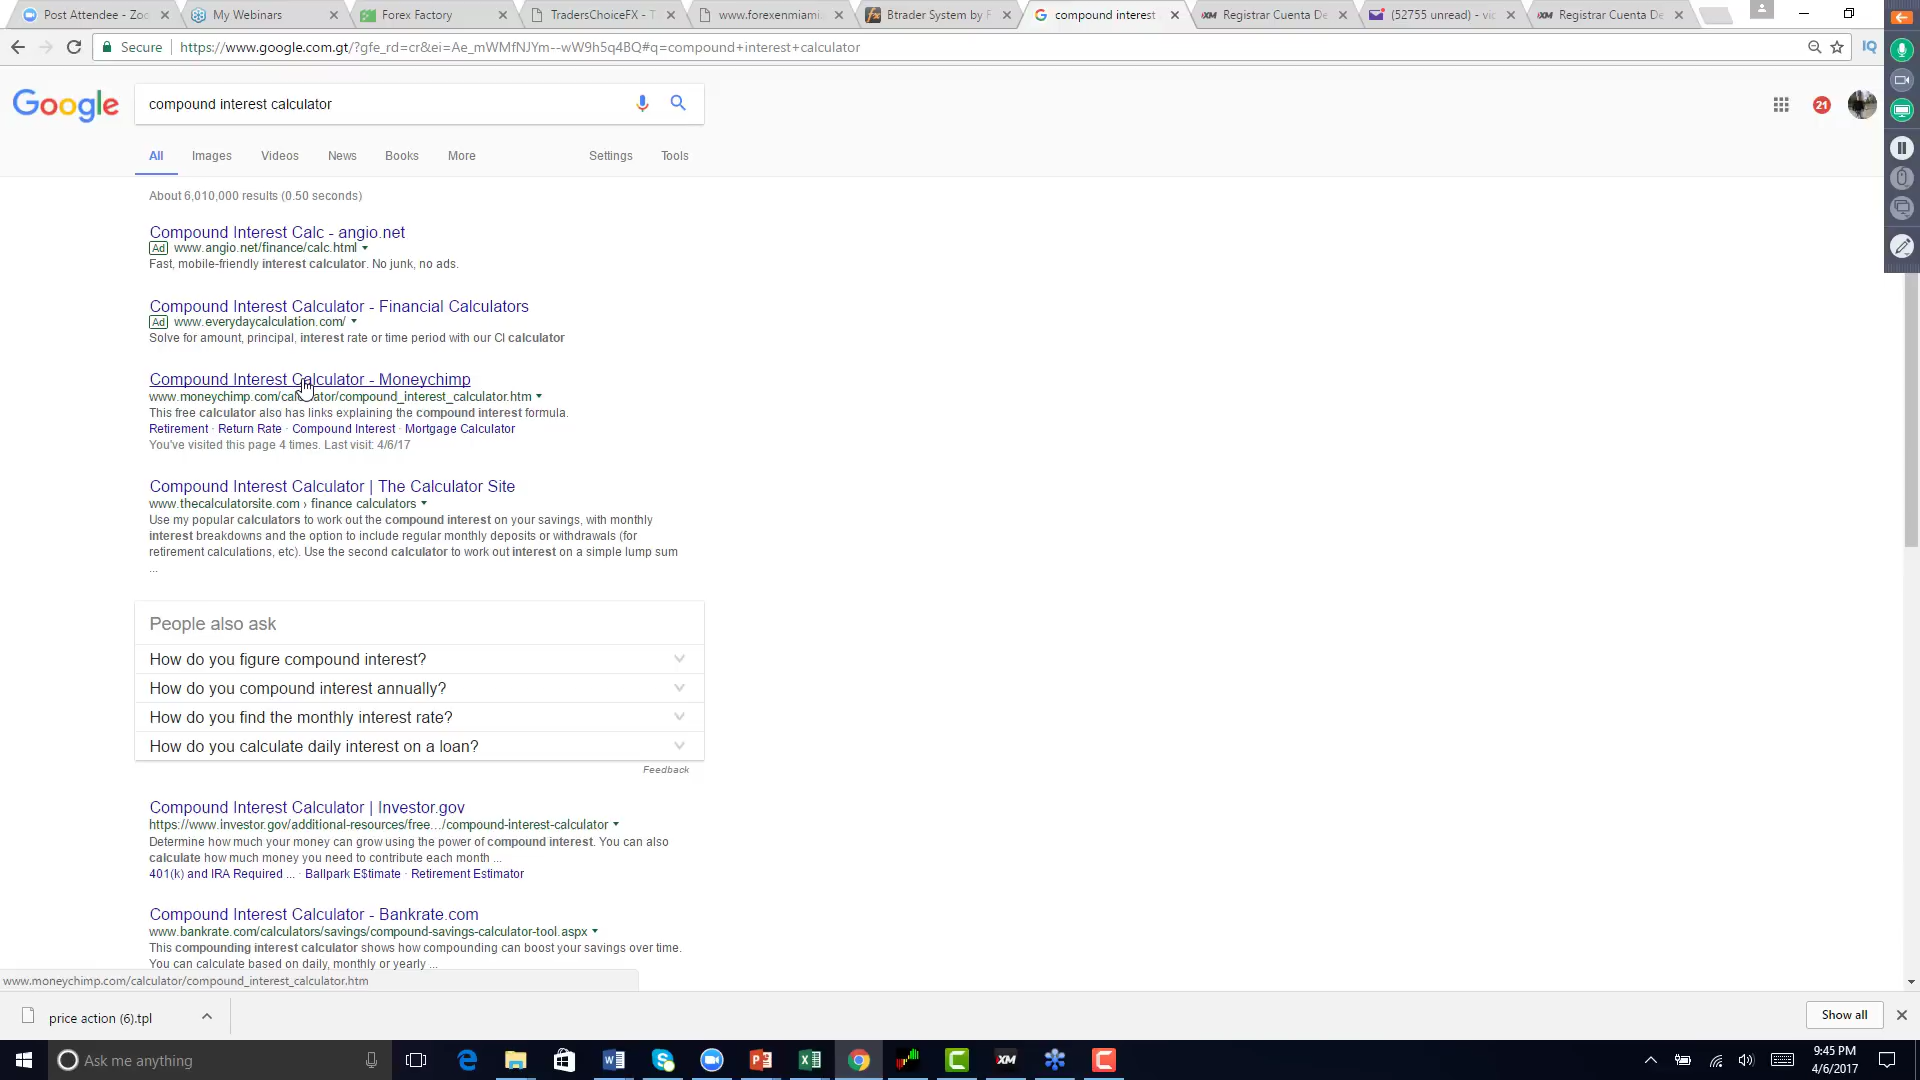 Post Attendee - Zoo
My Webinars
Forex Factory
TradersChoiceFX - T
www.forexenmiami.
Btrader System by F
compound interest
XM Registrar Cuenta De
(52755 unread) - vic
XM Registrar Cuenta De
Secure
https://www.google.com.gt/?gfe_rd=cr&ei=Ae_mWMfNJYm--wW9h5q4BQ#q=compound+interest+calculator
IQ
Google
compound interest calculator
21
All
Images
Videos
News
Books
More
Settings
Tools
About 6,010,000 results (0.50 seconds)
Compound Interest Calc - angio.net
Ad www.angio.net/finance/calc.html
Fast, mobile-friendly interest calculator. No junk, no ads.
Compound Interest Calculator - Financial Calculators
Ad www.everydaycalculation.com/
Solve for amount, principal, interest rate or time period with our CI calculator
Compound Interest Calculator - Moneychimp
www.moneychimp.com/calculator/compound_interest_calculator.htm
This free calculator also has links explaining the compound interest formula.
Retirement · Return Rate · Compound Interest · Mortgage Calculator
You've visited this page 4 times. Last visit: 4/6/17
Compound Interest Calculator | The Calculator Site
www.thecalculatorsite.com › finance calculators
Use my popular calculators to work out the compound interest on your savings, with monthly
interest breakdowns and the option to include regular monthly deposits or withdrawals (for
retirement calculations, etc). Use the second calculator to work out interest on a simple lump sum
...
People also ask
How do you figure compound interest?
How do you compound interest annually?
How do you find the monthly interest rate?
How do you calculate daily interest on a loan?
Feedback
Compound Interest Calculator | Investor.gov
https://www.investor.gov/additional-resources/free.../compound-interest-calculator
Determine how much your money can grow using the power of compound interest. You can also
calculate how much money you need to contribute each month ...
401(k) and IRA Required ... · Ballpark E$timate · Retirement Estimator
Compound Interest Calculator - Bankrate.com
www.bankrate.com/calculators/savings/compound-savings-calculator-tool.aspx
This compounding interest calculator shows how compounding can boost your savings over time.
You can calculate based on daily, monthly or yearly ...
www.moneychimp.com/calculator/compound_interest_calculator.htm
price action (6).tpl
Show all
Ask me anything
XM
9:45 PM
4/6/2017